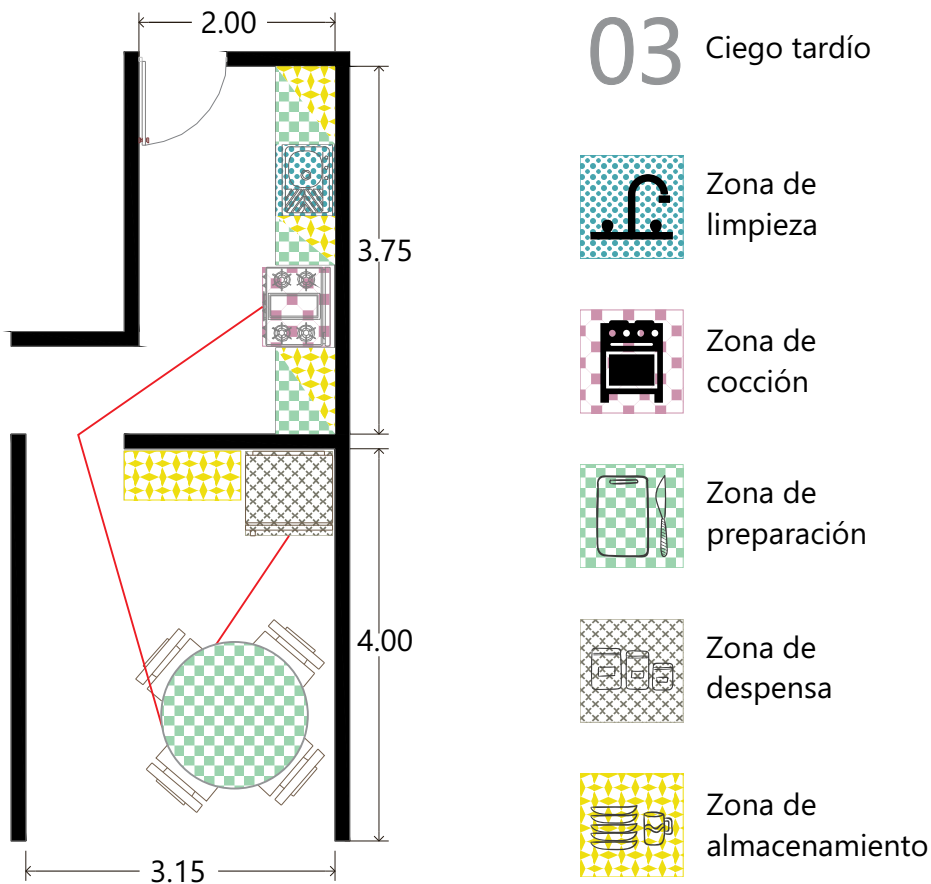 2.00
3.75
4.00
3.15
03 Ciego tardío
Zona de
limpieza
Zona de
cocción
Zona de
preparación
Zona de
despensa
Zona de
almacenamiento